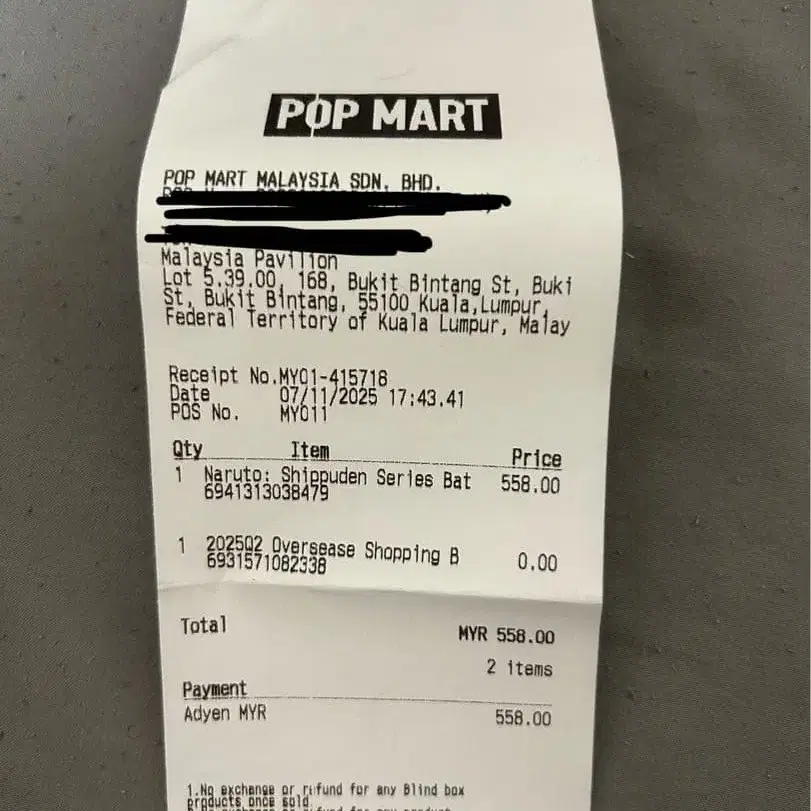 POP MART
POP MART MALAYSIA SDN. BHD.
Malaysia Pavilion
Lot 5.39.00, 168, Bukit Bintang St, Buki
St, Bukit Bintang, 55100 Kuala,Lumpur,
Federal Territory of Kuala Lumpur, Malay
Receipt No.MY01-415718
Date 07/11/2025 17:43.41
POS No. MY011
Qty Item Price
1 Naruto: Shippuden Series Bat 558.00
6941313038479
1 2025Q2 Oversease Shopping B 0.00
6931571082338
Total MYR 558.00
2 items
Payment
Adyen MYR 558.00
1.No exchange or refund for any Blind box
products once sold